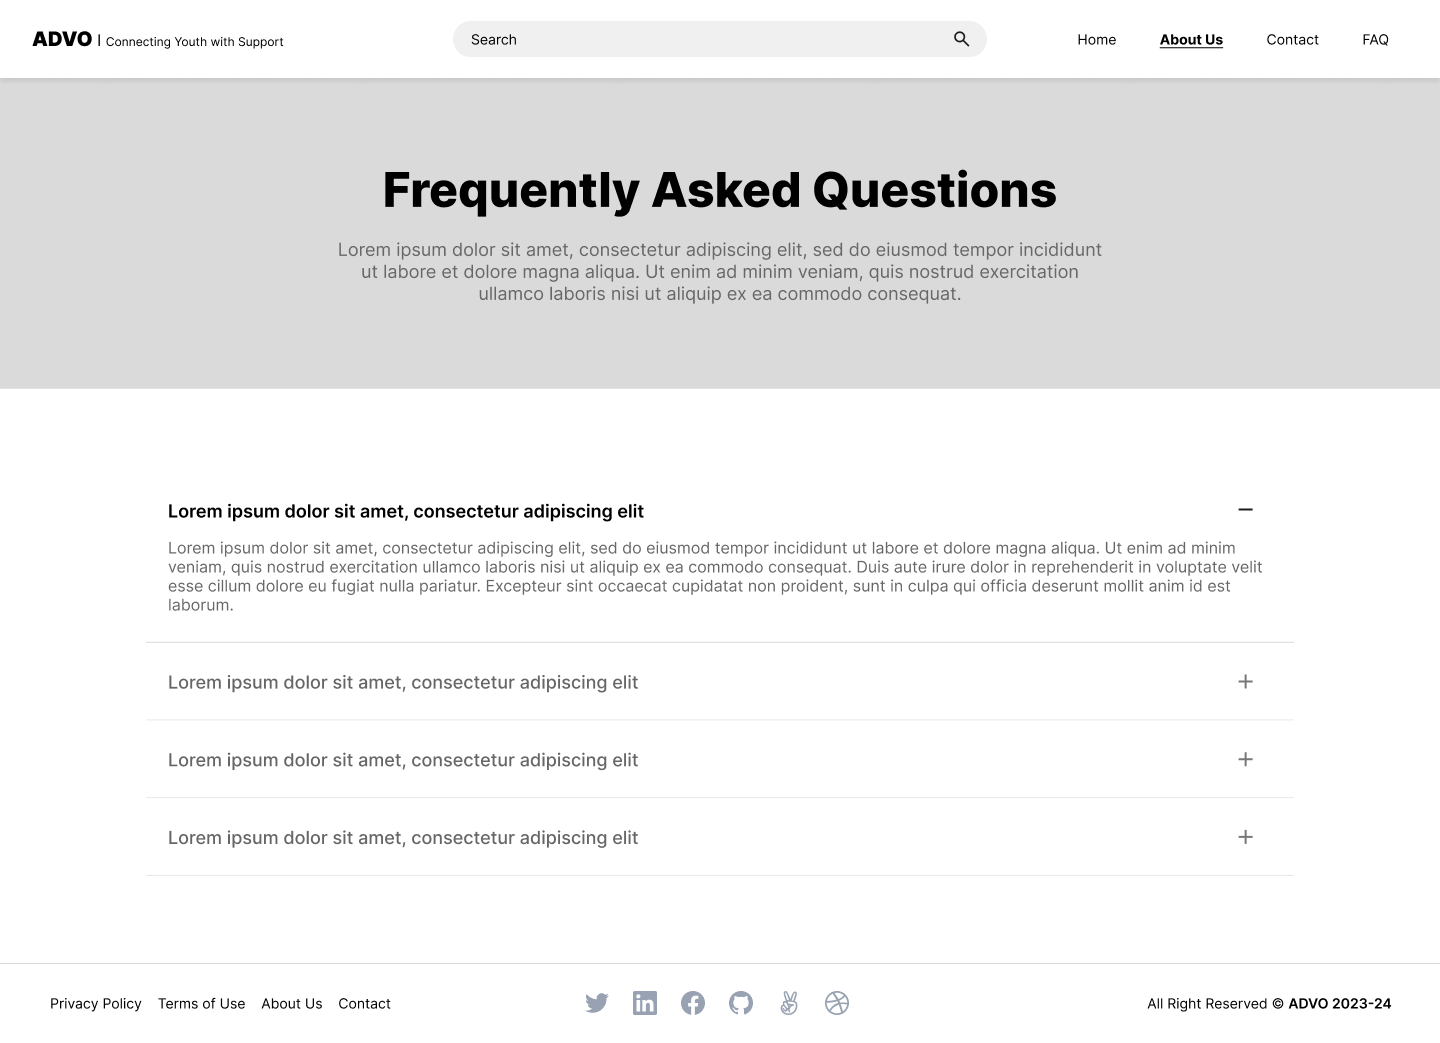 ADVO | Connecting Youth with Support
Search
Home
About Us
Contact
FAQ
Frequently Asked Questions
Lorem ipsum dolor sit amet, consectetur adipiscing elit, sed do eiusmod tempor incididunt
ut labore et dolore magna aliqua. Ut enim ad minim veniam, quis nostrud exercitation
ullamco laboris nisi ut aliquip ex ea commodo consequat.
Lorem ipsum dolor sit amet, consectetur adipiscing elit
Lorem ipsum dolor sit amet, consectetur adipiscing elit, sed do eiusmod tempor incididunt ut labore et dolore magna aliqua. Ut enim ad minim
veniam, quis nostrud exercitation ullamco laboris nisi ut aliquip ex ea commodo consequat. Duis aute irure dolor in reprehenderit in voluptate velit
esse cillum dolore eu fugiat nulla pariatur. Excepteur sint occaecat cupidatat non proident, sunt in culpa qui officia deserunt mollit anim id est
laborum.
Lorem ipsum dolor sit amet, consectetur adipiscing elit
Lorem ipsum dolor sit amet, consectetur adipiscing elit
Lorem ipsum dolor sit amet, consectetur adipiscing elit
Privacy Policy
Terms of Use
About Us
Contact
All Right Reserved © ADVO 2023-24